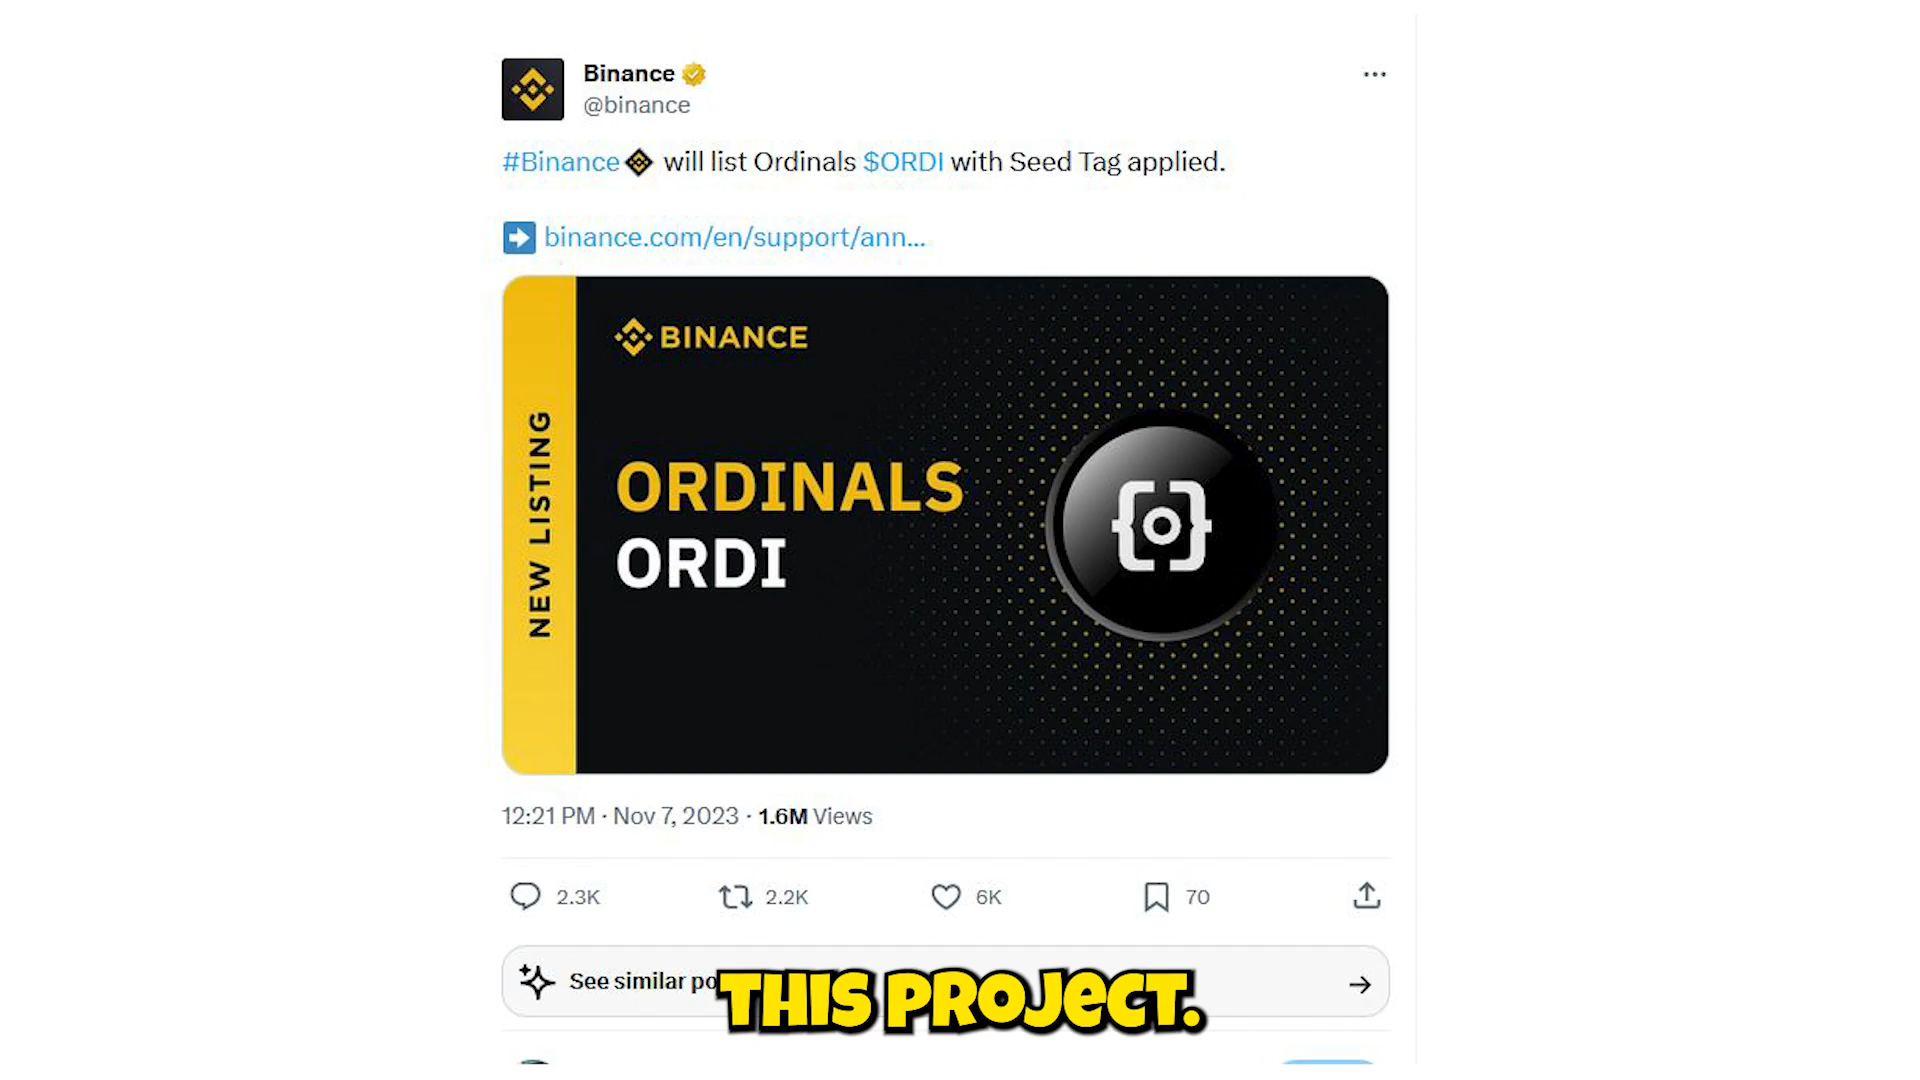 Binance
@binance
#Binance will list Ordinals $ORDI with Seed Tag applied.
binance.com/en/support/ann...
BINANCE
NEW LISTING
ORDINALS
ORDI
12:21 PM · Nov 7, 2023 · 1.6M Views
2.3K 2.2K 6K 70
See similar po
THIS PROJECT.